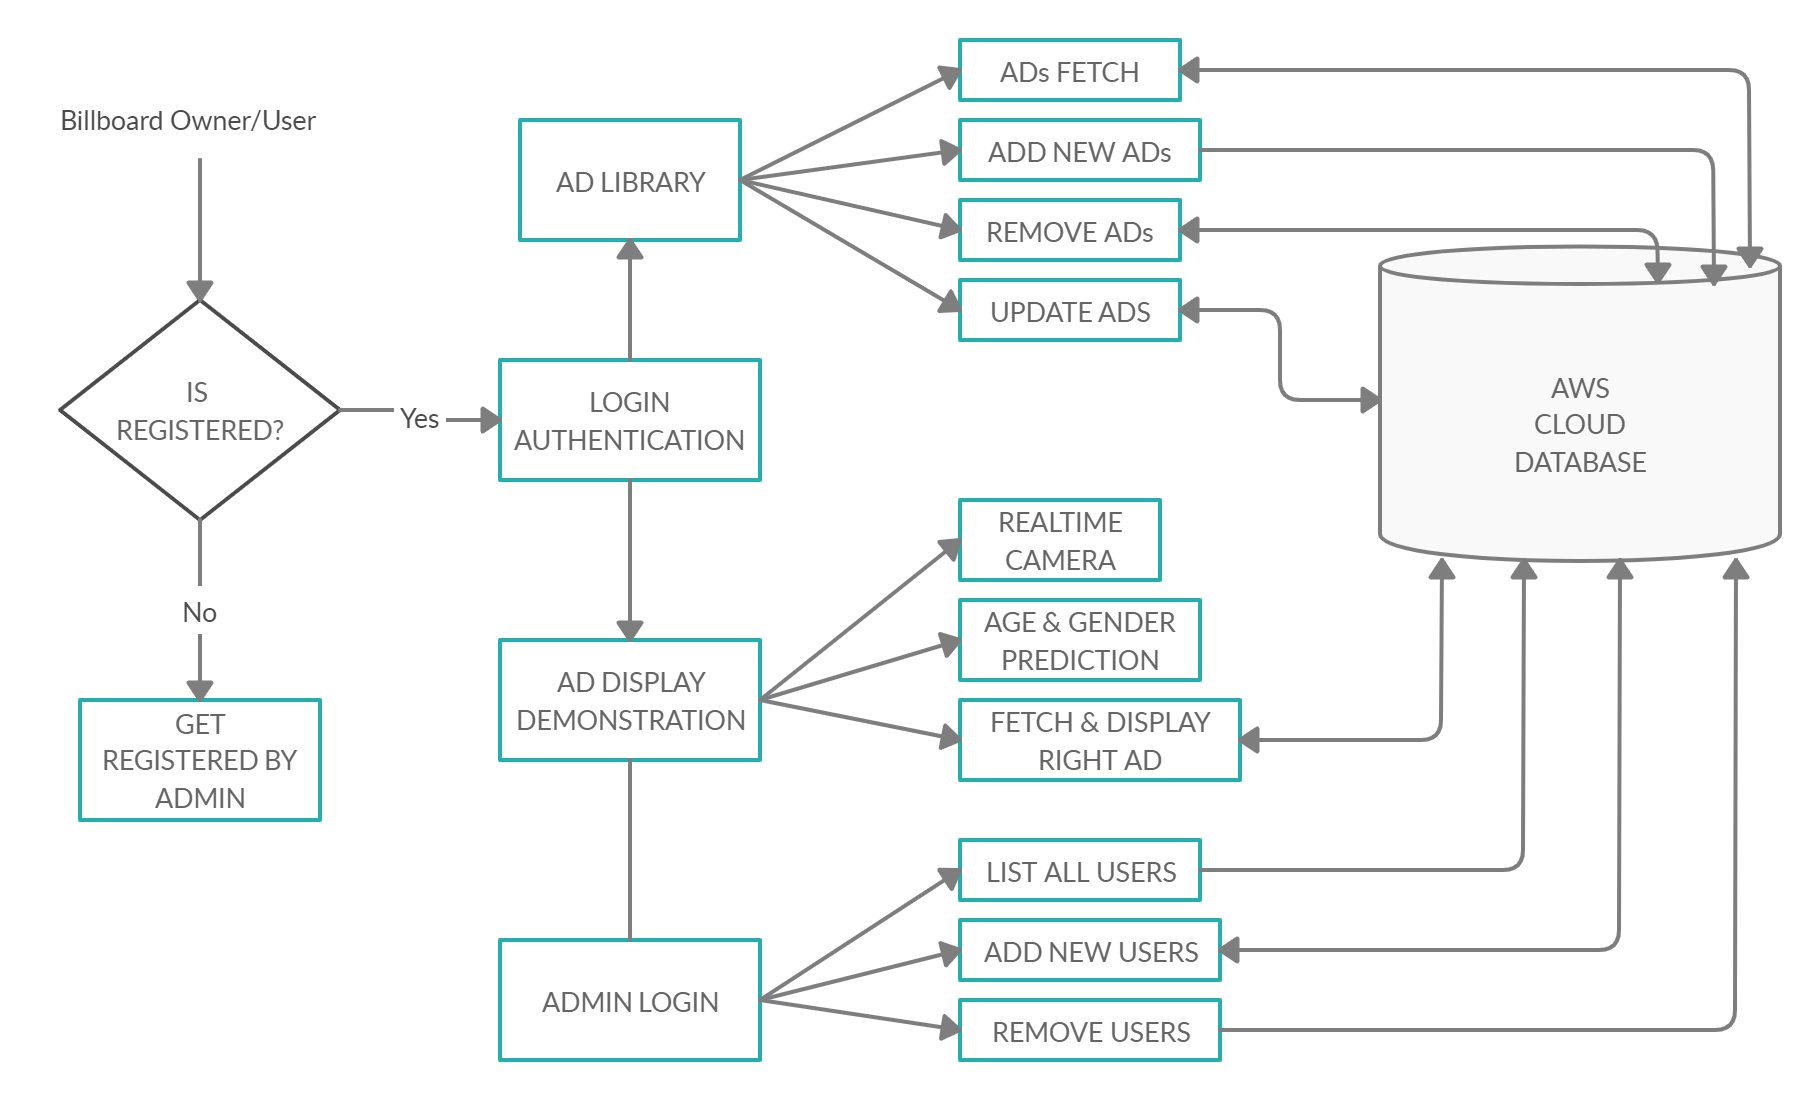 Billboard Owner/User
IS
REGISTERED?
Yes
No
GET
REGISTERED BY
ADMIN
AD LIBRARY
LOGIN
AUTHENTICATION
AD DISPLAY
DEMONSTRATION
ADMIN LOGIN
ADs FETCH
ADD NEW ADs
REMOVE ADs
UPDATE ADS
REALTIME
CAMERA
AGE & GENDER
PREDICTION
FETCH & DISPLAY
RIGHT AD
LIST ALL USERS
ADD NEW USERS
REMOVE USERS
AWS
CLOUD
DATABASE